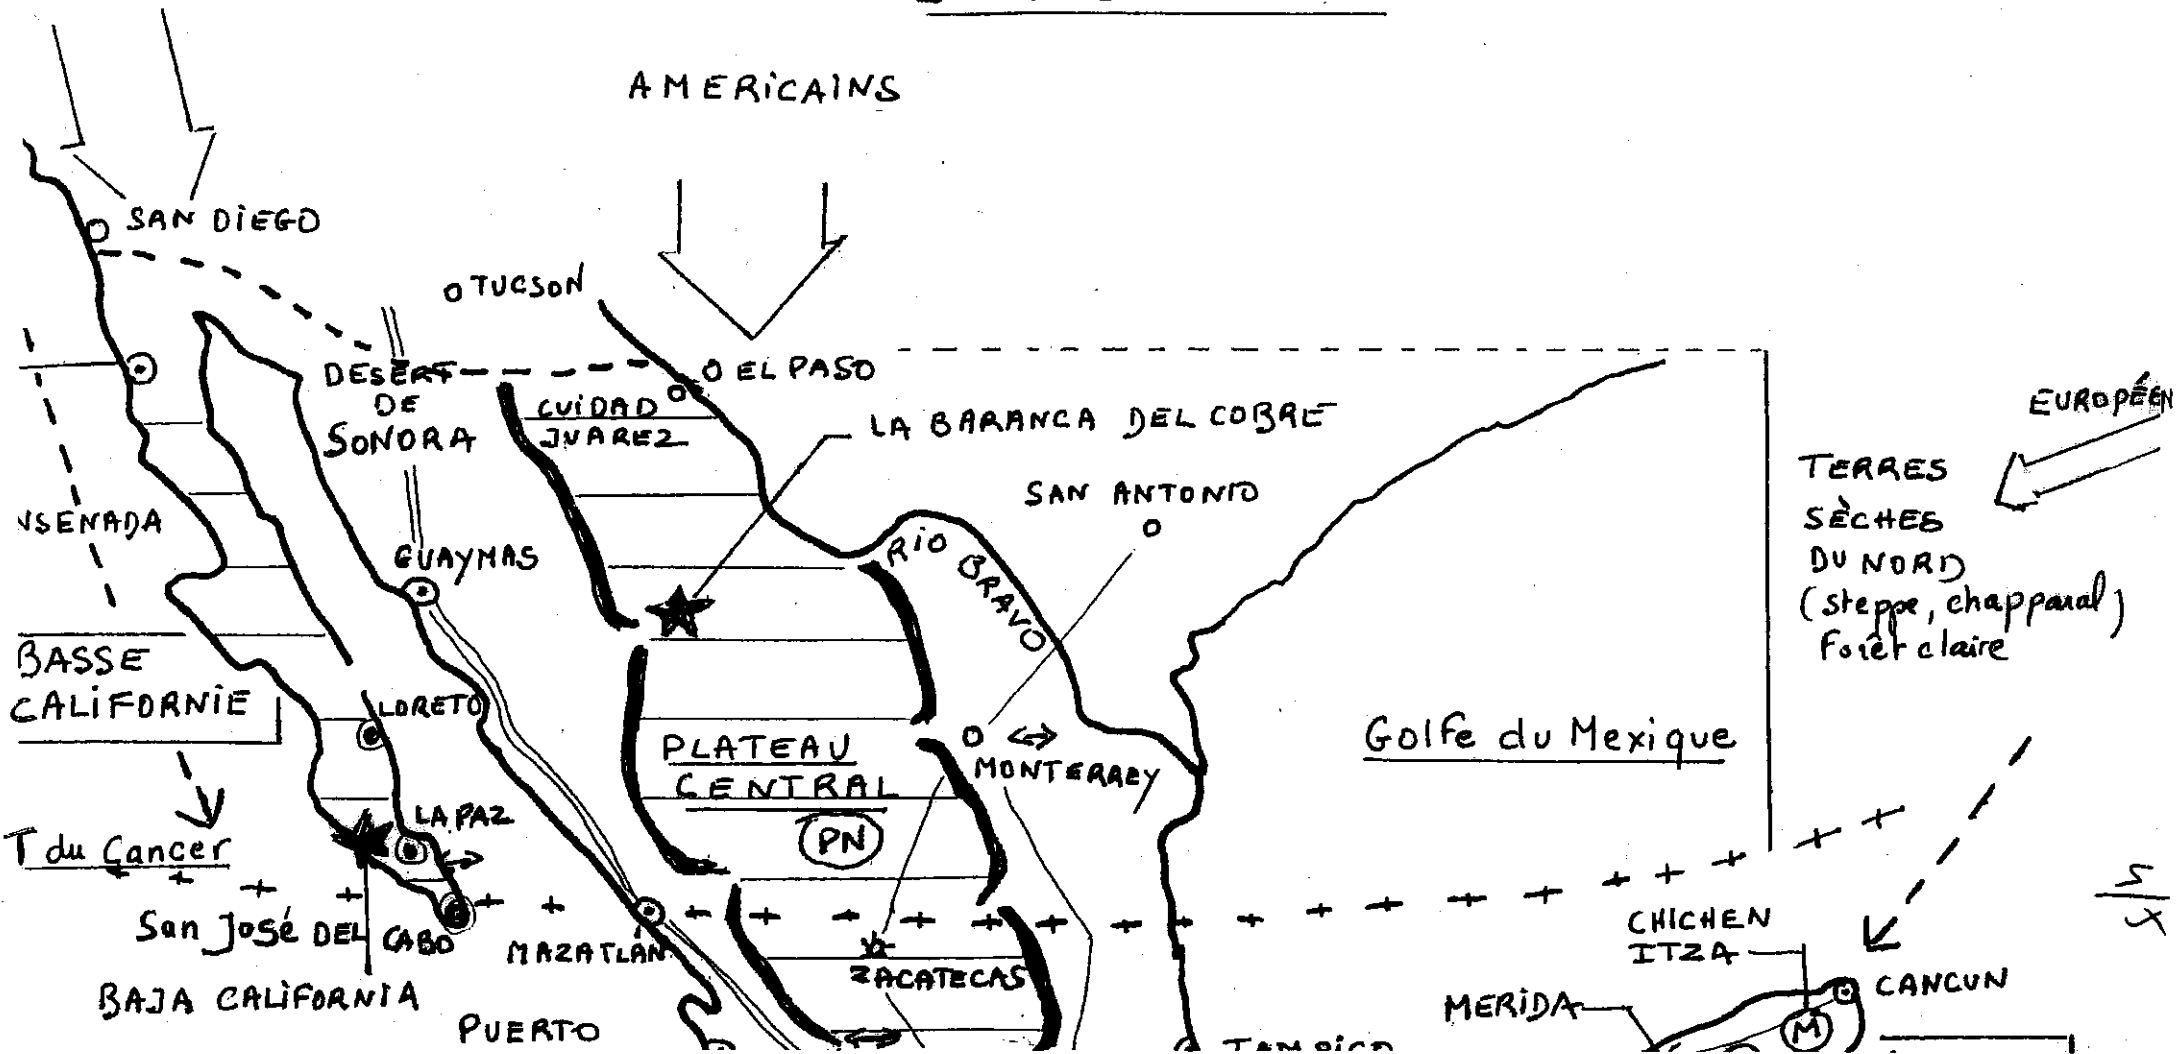 AMERICAINS
SAN DIEGO
TUCSON
EL PASO
DESERT
DE
SONORA
CUIDAD
JUAREZ
LA BARANCA DEL COBRE
EUROPÉEN
SAN ANTONIO
TERRES
SÈCHES
DU NORD
(steppe, chapparal)
Forêt claire
NSENADA
GUAYMAS
RIO BRAVO
BASSE
CALIFORNIE
LORETO
PLATEAU
CENTRAL
PN
MONTERREY
Golfe du Mexique
LA PAZ
T du Cancer
San José DEL CABO
MAZATLAN
ZACATECAS
CHICHEN
ITZA
CANCUN
BAJA CALIFORNIA
MERIDA
M
PUERTO
TAMPICO